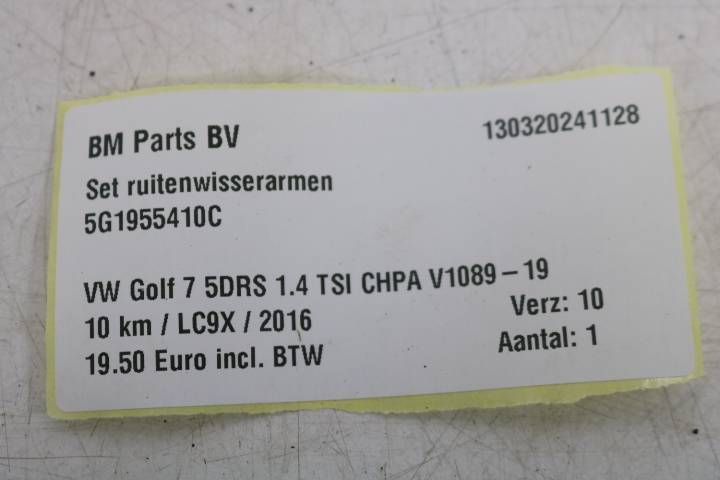 BM Parts BV
130320241128
Set ruitenwisserarmen
5G1955410C
VW Golf 7 5DRS 1.4 TSI CHPA V1089-19
10 km / LC9X / 2016
Verz: 10
19.50 Euro incl. BTW
Aantal: 1